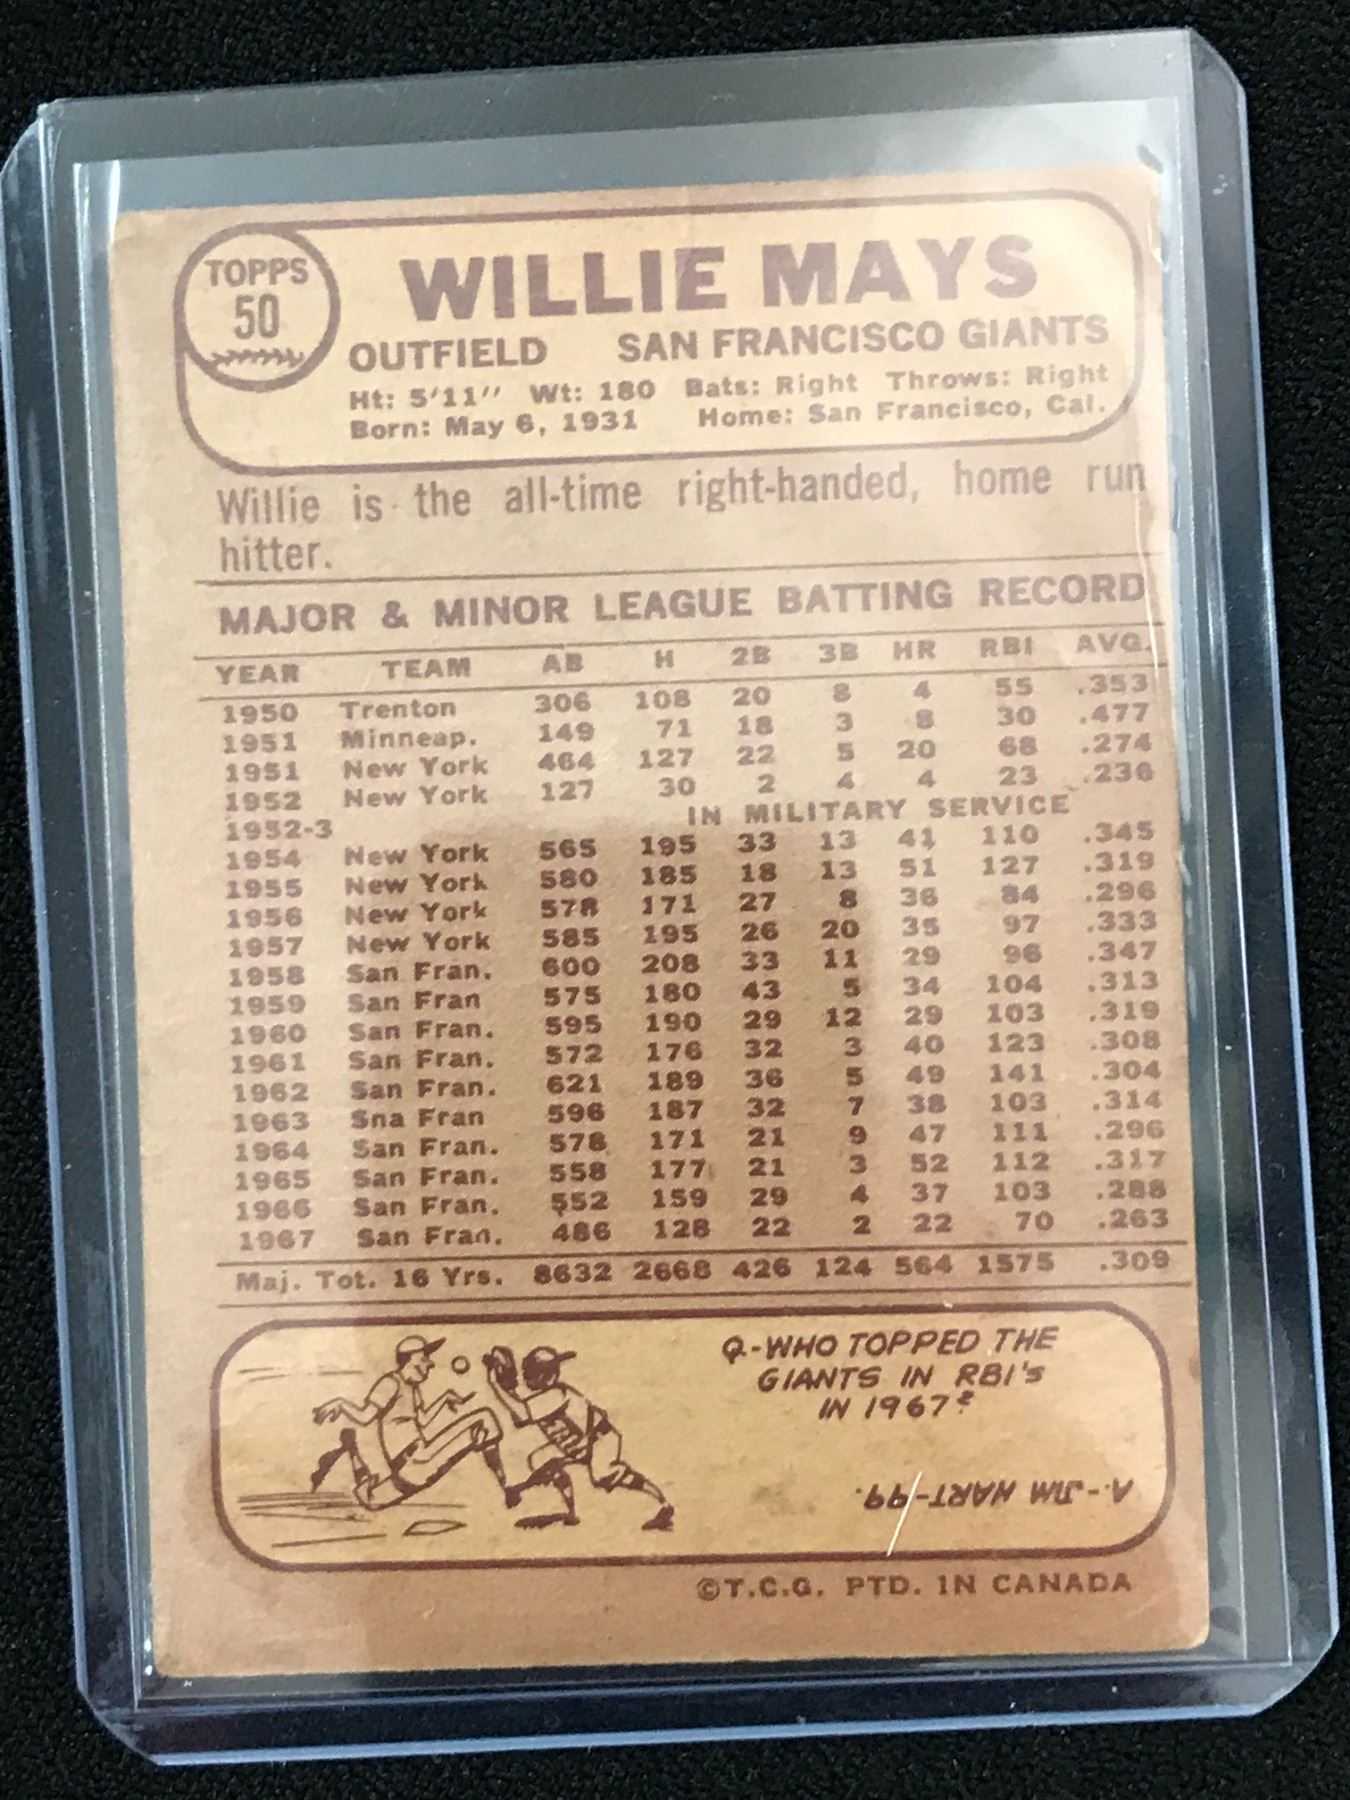 TOPPS
50
WILLIE MAYS
OUTFIELD SAN FRANCISCO GIANTS
Ht: 5'11" Wt: 180 Bats: Right Throws: Right
Born: May 6, 1931 Home: San Francisco, Cal.
Willie is the all-time right-handed, home run
hitter.
MAJOR & MINOR LEAGUE BATTING RECORD
YEAR TEAM AB H 2B 3B HR RBI AVG.
1950 Trenton 306 108 20 8 4 55 .353
1951 Minneap. 149 71 18 3 8 30 .477
1951 New York 464 127 22 5 20 68 .274
1952 New York 127 30 2 4 4 23 .236
1952-3 IN MILITARY SERVICE
1954 New York 565 195 33 13 41 110 .345
1955 New York 580 185 18 13 51 127 .319
1956 New York 578 171 27 8 36 84 .296
1957 New York 585 195 26 20 35 97 .333
1958 San Fran. 600 208 33 11 29 96 .347
1959 San Fran 575 180 43 5 34 104 .313
1960 San Fran. 595 190 29 12 29 103 .319
1961 San Fran. 572 176 32 3 40 123 .308
1962 San Fran. 621 189 36 5 49 141 .304
1963 Sna Fran 596 187 32 7 38 103 .314
1964 San Fran. 578 171 21 9 47 111 .296
1965 San Fran. 558 177 21 3 52 112 .317
1966 San Fran. 552 159 29 4 37 103 .288
1967 San Fran. 486 128 22 2 22 70 .263
Maj. Tot. 16 Yrs. 8632 2668 426 124 564 1575 .309
Q-WHO TOPPED THE
GIANTS IN RBI'S
IN 1967?
A.-JIM HART-99.
©T.C.G. PTD. IN CANADA